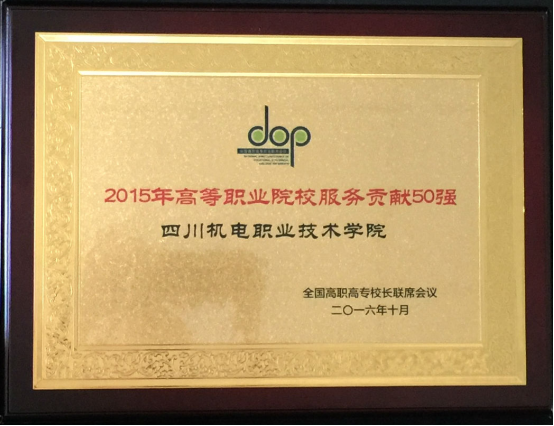 dop
2015年高等职业院校服务贡献50强
四川机电职业技术学院
全国高职高专校长联席会议
二〇一六年十月